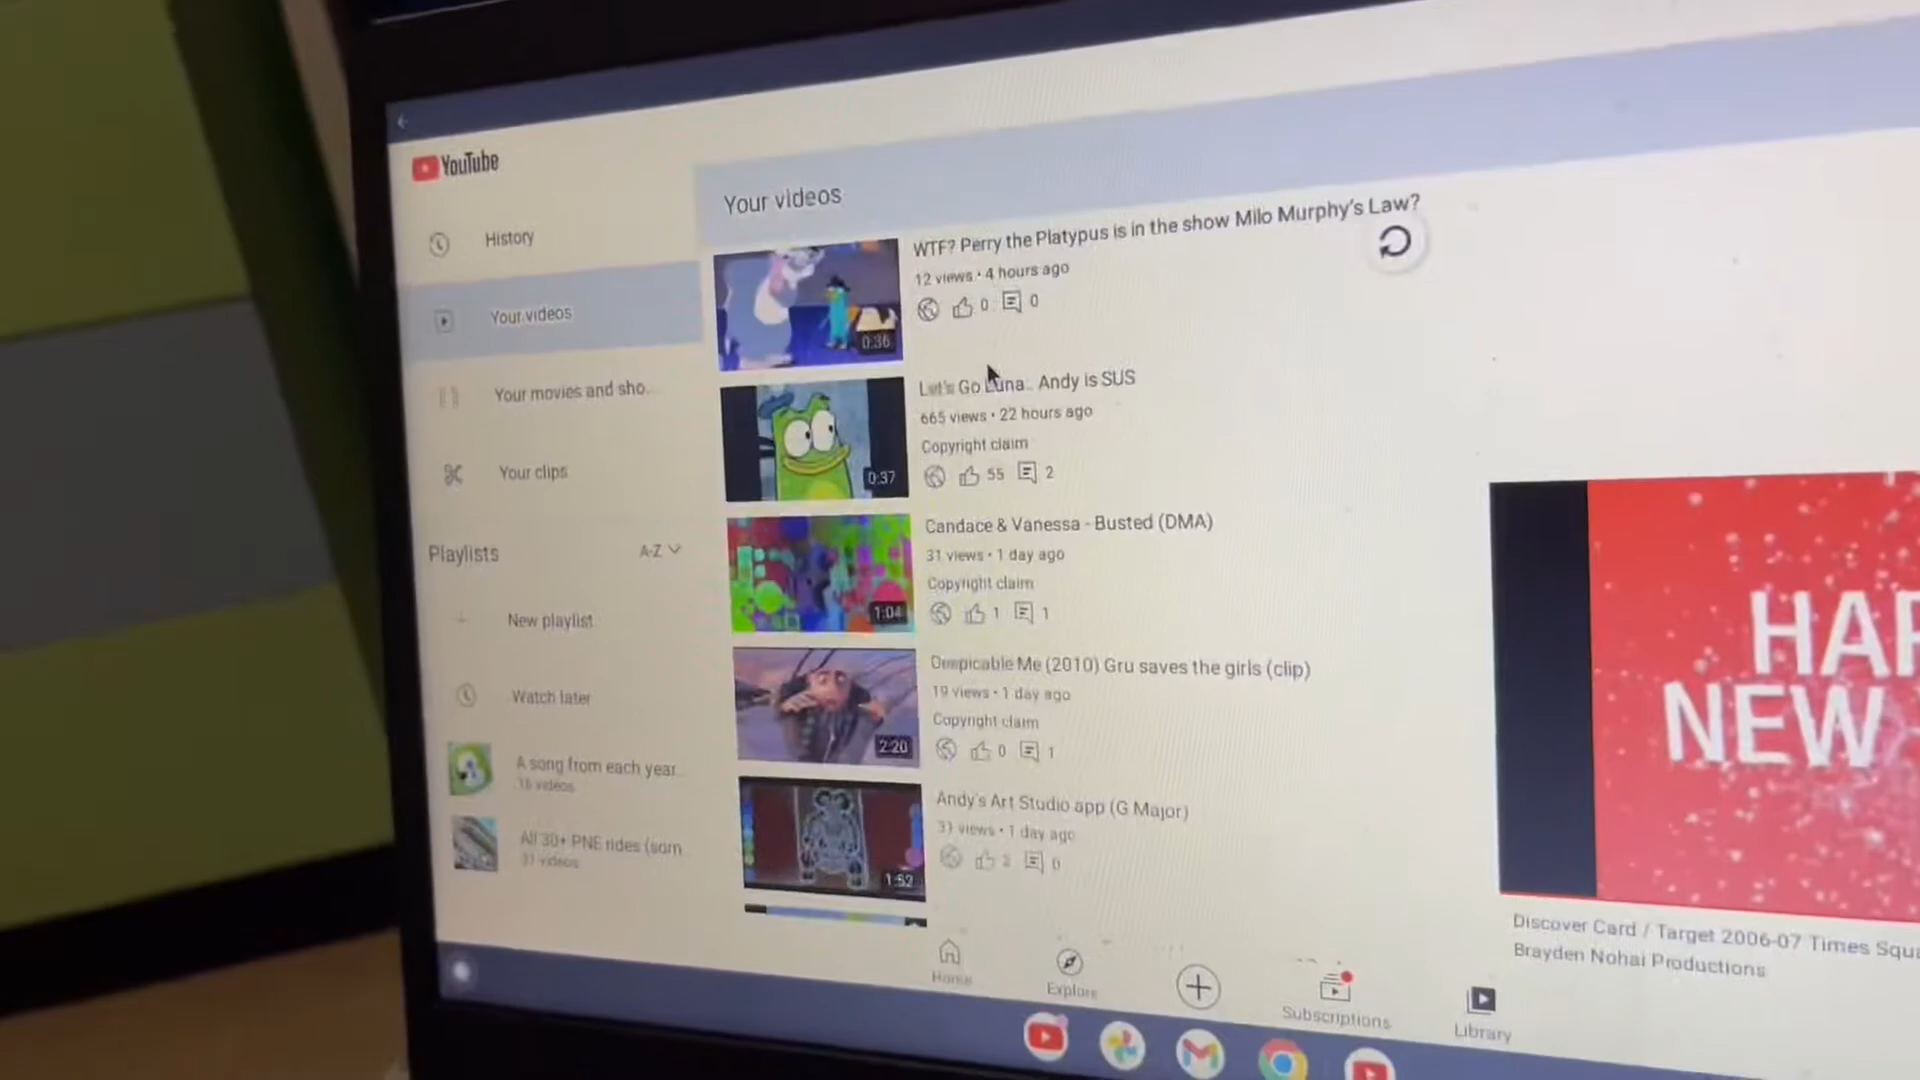 YouTube
History
Your videos
Your movies and sho...
Your clips
Playlists
A-Z
New playlist
Watch later
A song from each year...
16 videos
All 30+ PNE rides (som...
31 videos
Your videos
WTF? Perry the Platypus is in the show Milo Murphy's Law?
12 views • 4 hours ago
0 0
0:36
Let's Go Luna.. Andy is SUS
665 views • 22 hours ago
Copyright claim
55 2
0:37
Candace & Vanessa - Busted (DMA)
31 views • 1 day ago
Copyright claim
1 1
1:04
Despicable Me (2010) Gru saves the girls (clip)
19 views • 1 day ago
Copyright claim
0 1
2:20
Andy's Art Studio app (G Major)
31 views • 1 day ago
2 0
1:52
HAP
NEW
Discover Card / Target 2006-07 Times Squa
Brayden Nohai Productions
Home
Explore
Subscriptions
Library